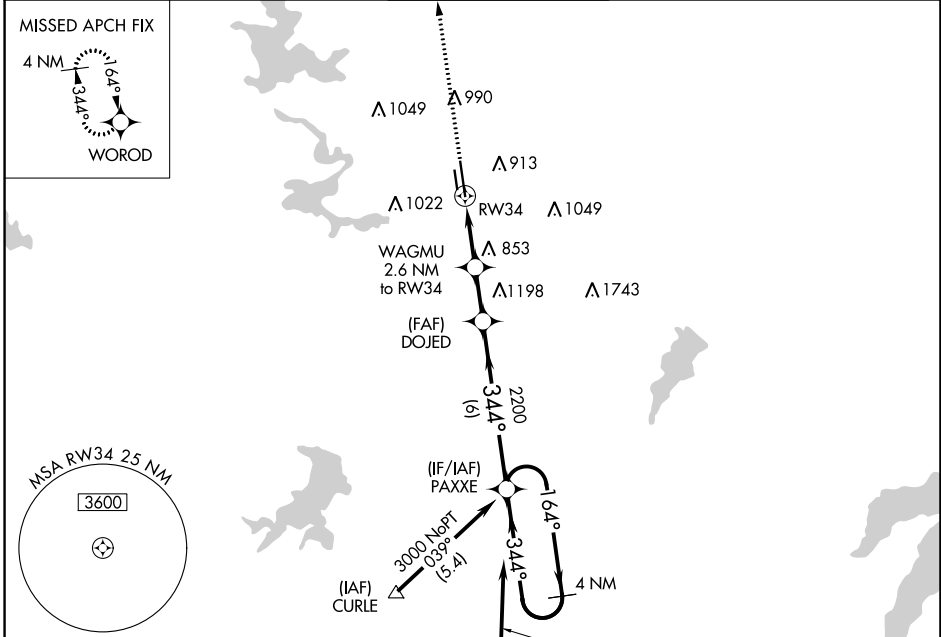 MISSED APCH FIX
4 NM
164°
344°
WOROD
1049
990
913
1022
RW34
1049
WAGMU
2.6 NM
to RW34
853
1198
1743
(FAF)
DOJED
2200
344°
(6)
MSA RW34 25 NM
3600
(IF/IAF)
PAXXE
164°
344°
3000 NoPT
039°
(5.4)
(IAF)
CURLE
4 NM